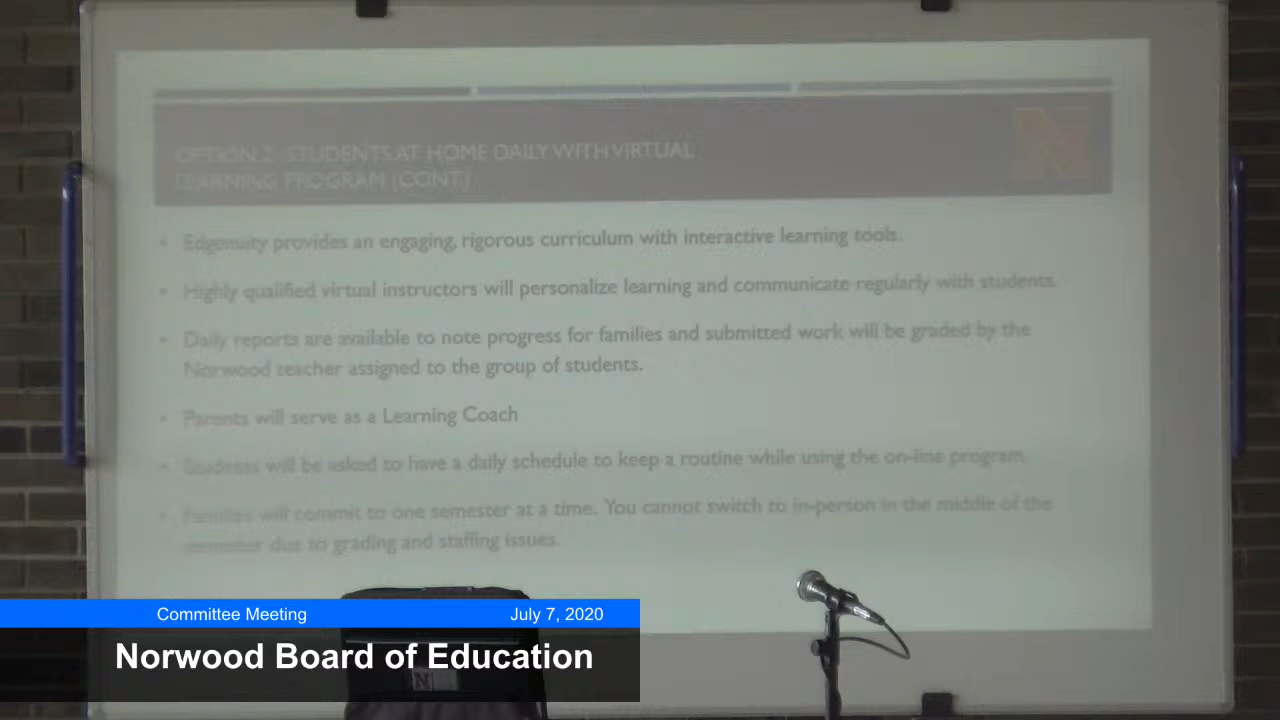 OPTION 2: STUDENTS AT HOME DAILY WITH VIRTUAL
LEARNING PROGRAM (CONT.)
N
• Edgenuity provides an engaging, rigorous curriculum with interactive learning tools.
• Highly qualified virtual instructors will personalize learning and communicate regularly with students.
• Daily reports are available to note progress for families and submitted work will be graded by the
Norwood teacher assigned to the group of students.
• Parents will serve as a Learning Coach
• Students will be asked to have a daily schedule to keep a routine while using the on-line program.
• Families will commit to one semester at a time. You cannot switch to in-person in the middle of the
semester due to grading and staffing issues.
Committee Meeting July 7, 2020
Norwood Board of Education
N